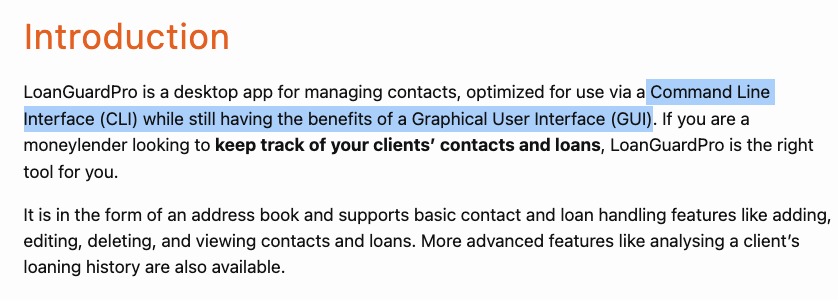 Introduction
LoanGuardPro is a desktop app for managing contacts, optimized for use via a Command Line
Interface (CLI) while still having the benefits of a Graphical User Interface (GUI). If you are a
moneylender looking to keep track of your clients’ contacts and loans, LoanGuardPro is the right
tool for you.
It is in the form of an address book and supports basic contact and loan handling features like adding,
editing, deleting, and viewing contacts and loans. More advanced features like analysing a client’s
loaning history are also available.